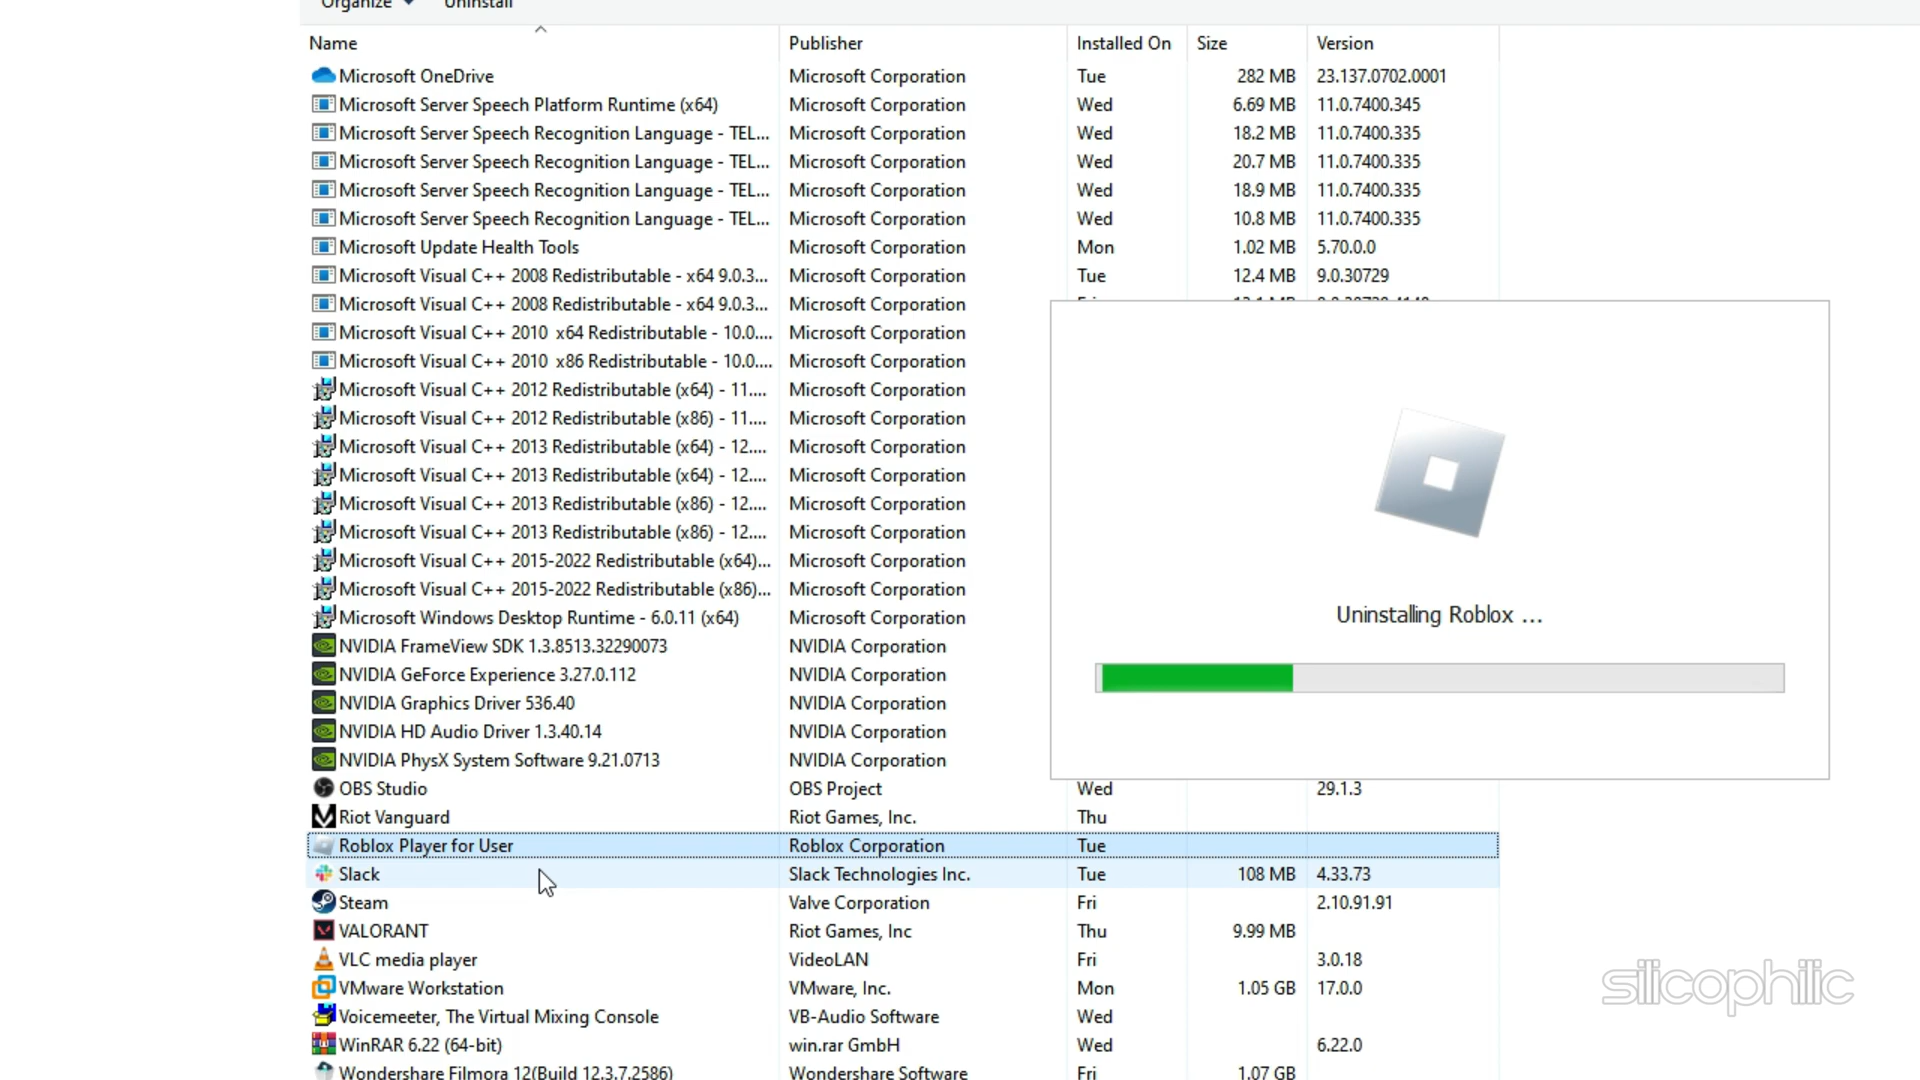 Organize Uninstall
Name Publisher Installed On Size Version
Microsoft OneDrive Microsoft Corporation Tue 282 MB 23.137.0702.0001
Microsoft Server Speech Platform Runtime (x64) Microsoft Corporation Wed 6.69 MB 11.0.7400.345
Microsoft Server Speech Recognition Language - TEL... Microsoft Corporation Wed 18.2 MB 11.0.7400.335
Microsoft Server Speech Recognition Language - TEL... Microsoft Corporation Wed 20.7 MB 11.0.7400.335
Microsoft Server Speech Recognition Language - TEL... Microsoft Corporation Wed 18.9 MB 11.0.7400.335
Microsoft Server Speech Recognition Language - TEL... Microsoft Corporation Wed 10.8 MB 11.0.7400.335
Microsoft Update Health Tools Microsoft Corporation Mon 1.02 MB 5.70.0.0
Microsoft Visual C++ 2008 Redistributable - x64 9.0.3... Microsoft Corporation Tue 12.4 MB 9.0.30729
Microsoft Visual C++ 2008 Redistributable - x64 9.0.3... Microsoft Corporation
Microsoft Visual C++ 2010 x64 Redistributable - 10.0.... Microsoft Corporation
Microsoft Visual C++ 2010 x86 Redistributable - 10.0.... Microsoft Corporation
Microsoft Visual C++ 2012 Redistributable (x64) - 11.... Microsoft Corporation
Microsoft Visual C++ 2012 Redistributable (x86) - 11.... Microsoft Corporation
Microsoft Visual C++ 2013 Redistributable (x64) - 12.... Microsoft Corporation
Microsoft Visual C++ 2013 Redistributable (x64) - 12.... Microsoft Corporation
Microsoft Visual C++ 2013 Redistributable (x86) - 12.... Microsoft Corporation
Microsoft Visual C++ 2013 Redistributable (x86) - 12.... Microsoft Corporation
Microsoft Visual C++ 2015-2022 Redistributable (x64)... Microsoft Corporation
Microsoft Visual C++ 2015-2022 Redistributable (x86)... Microsoft Corporation
Microsoft Windows Desktop Runtime - 6.0.11 (x64) Microsoft Corporation
NVIDIA FrameView SDK 1.3.8513.32290073 NVIDIA Corporation
NVIDIA GeForce Experience 3.27.0.112 NVIDIA Corporation
NVIDIA Graphics Driver 536.40 NVIDIA Corporation
NVIDIA HD Audio Driver 1.3.40.14 NVIDIA Corporation
NVIDIA PhysX System Software 9.21.0713 NVIDIA Corporation
OBS Studio OBS Project Wed 29.1.3
Riot Vanguard Riot Games, Inc. Thu
Roblox Player for User Roblox Corporation Tue
Slack Slack Technologies Inc. Tue 108 MB 4.33.73
Steam Valve Corporation Fri 2.10.91.91
VALORANT Riot Games, Inc Thu 9.99 MB
VLC media player VideoLAN Fri 3.0.18
VMware Workstation VMware, Inc. Mon 1.05 GB 17.0.0
Voicemeeter, The Virtual Mixing Console VB-Audio Software Wed
WinRAR 6.22 (64-bit) win.rar GmbH Wed 6.22.0
Wondershare Filmora 12(Build 12.3.7.2586) Wondershare Software Fri 1.07 GB
Uninstalling Roblox ...
silicophilic